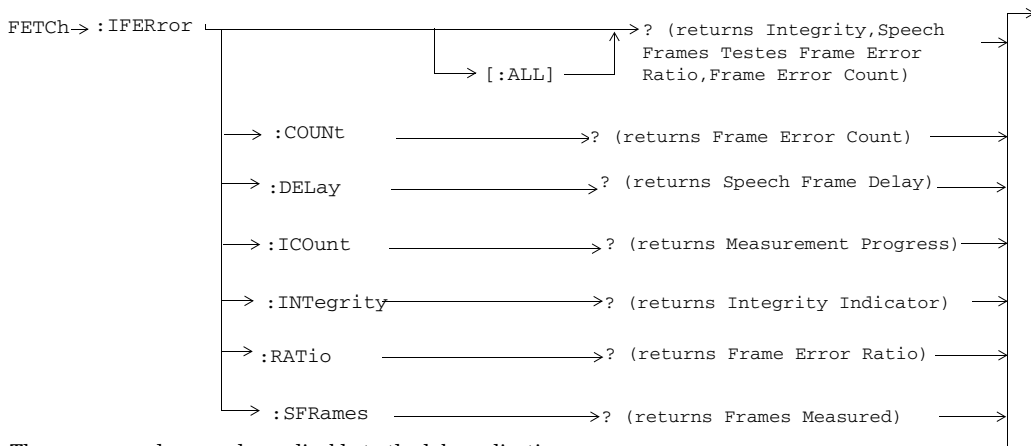 FETCh :IFERror ? (returns Integrity,Speech
Frames Testes Frame Error
[:ALL] Ratio,Frame Error Count)
:COUNt ? (returns Frame Error Count)
:DELay ? (returns Speech Frame Delay)
:ICOunt ? (returns Measurement Progress)
:INTegrity ? (returns Integrity Indicator)
:RATio ? (returns Frame Error Ratio)
:SFRames ? (returns Frames Measured)